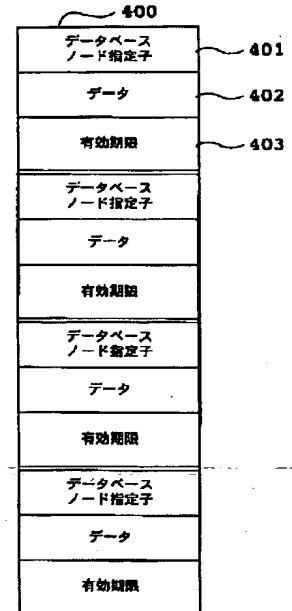 400
データベース
ノード指定子
401
データ
402
有効期限
403
データベース
ノード指定子
データ
有効期限
データベース
ノード指定子
データ
有効期限
データベース
ノード指定子
データ
有効期限